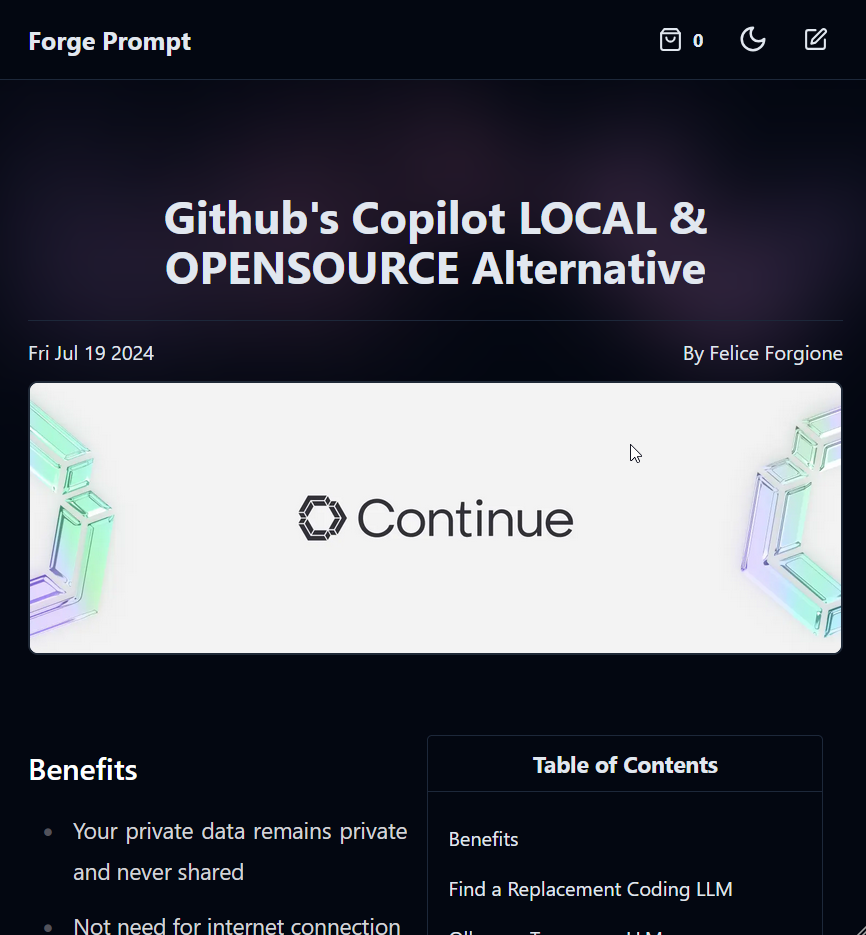 Forge Prompt
0
Github's Copilot LOCAL &
OPENSOURCE Alternative
Fri Jul 19 2024
By Felice Forgione
Continue
Benefits
Your private data remains private
and never shared
Not need for internet connection
Table of Contents
Benefits
Find a Replacement Coding LLM